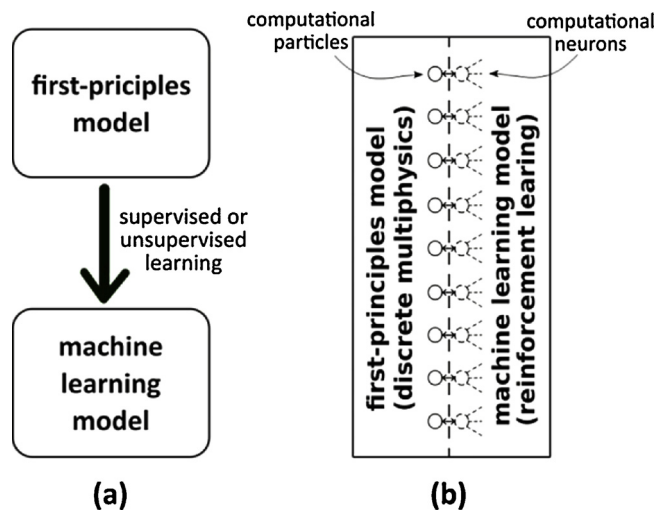 first-priciples
model
supervised or
unsupervised
learning
machine
learning
model
(a)
computational
particles
computational
neurons
first-principles model
(discrete multiphysics)
machine learning model
(reinforcement learing)
(b)